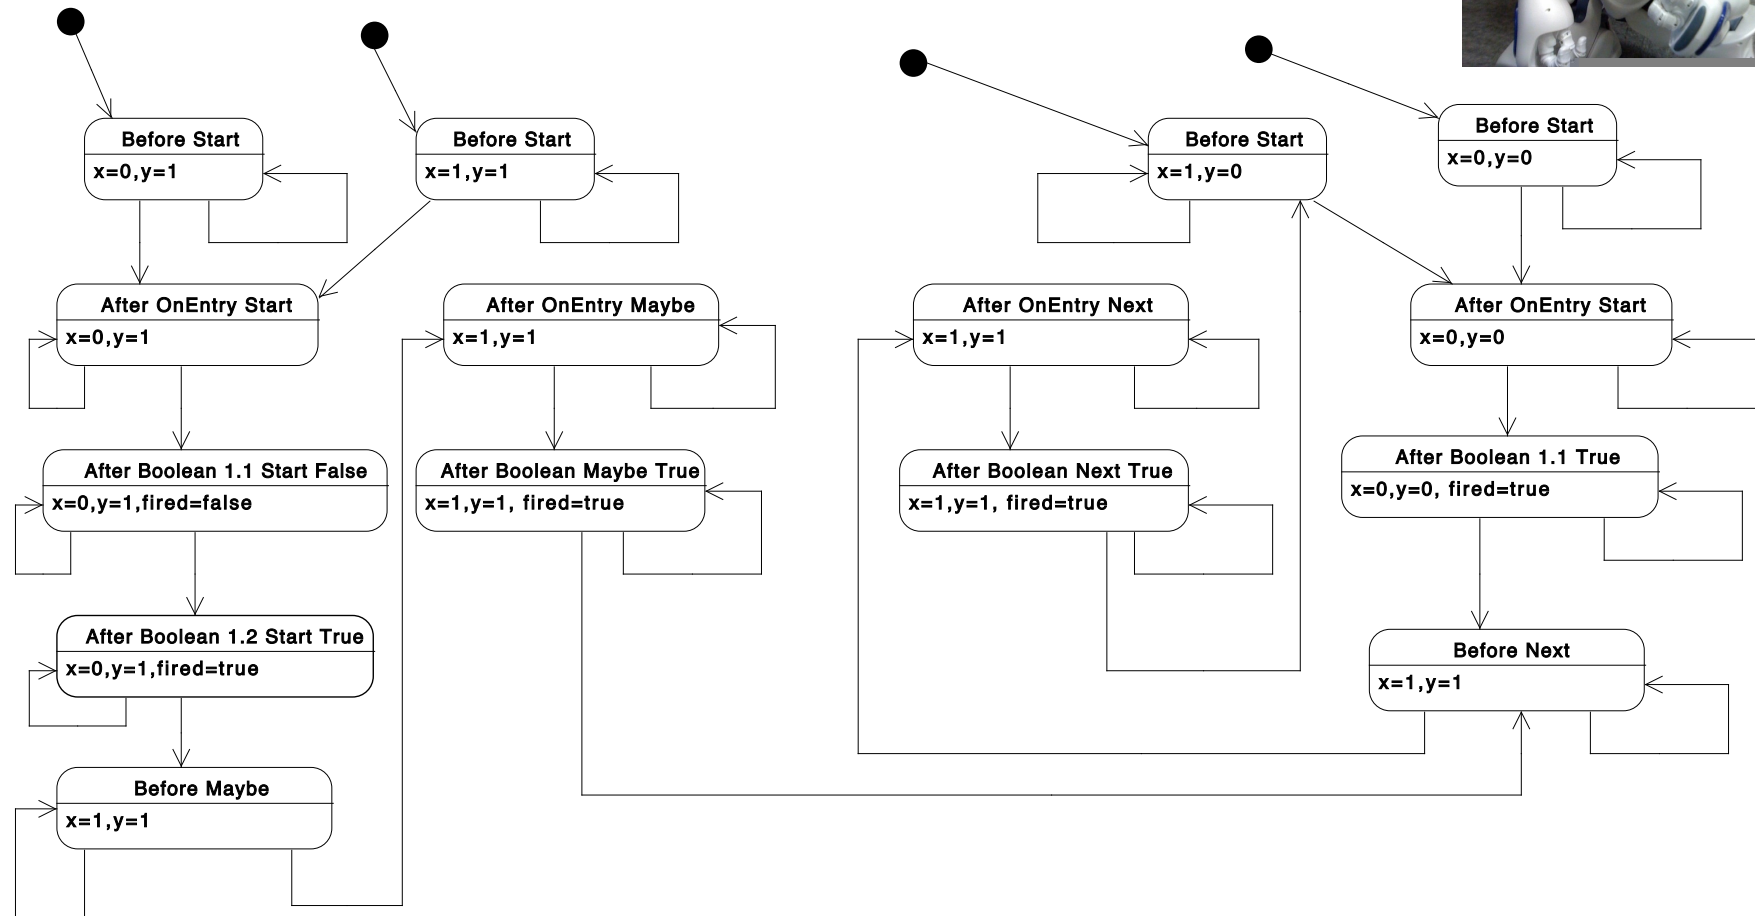 Before Start
x=0,y=1
Before Start
x=1,y=1
Before Start
x=1,y=0
Before Start
x=0,y=0
After OnEntry Start
x=0,y=1
After OnEntry Maybe
x=1,y=1
After OnEntry Next
x=1,y=1
After OnEntry Start
x=0,y=0
After Boolean 1.1 Start False
x=0,y=1,fired=false
After Boolean Maybe True
x=1,y=1, fired=true
After Boolean Next True
x=1,y=1, fired=true
After Boolean 1.1 True
x=0,y=0, fired=true
After Boolean 1.2 Start True
x=0,y=1,fired=true
Before Next
x=1,y=1
Before Maybe
x=1,y=1